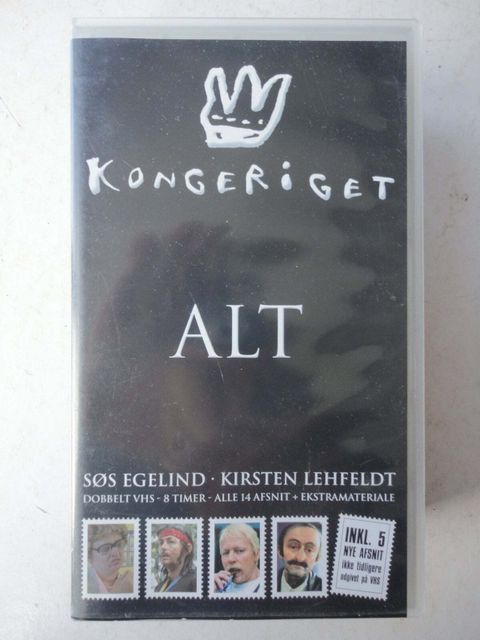 KONGERiGET
ALT
SØS EGELIND · KIRSTEN LEHFELDT
DOBBELT VHS - 8 TIMER - ALLE 14 AFSNIT + EKSTRAMATERIALE
INKL. 5
NYE AFSNIT
ikke tidligere
udgivet på VHS